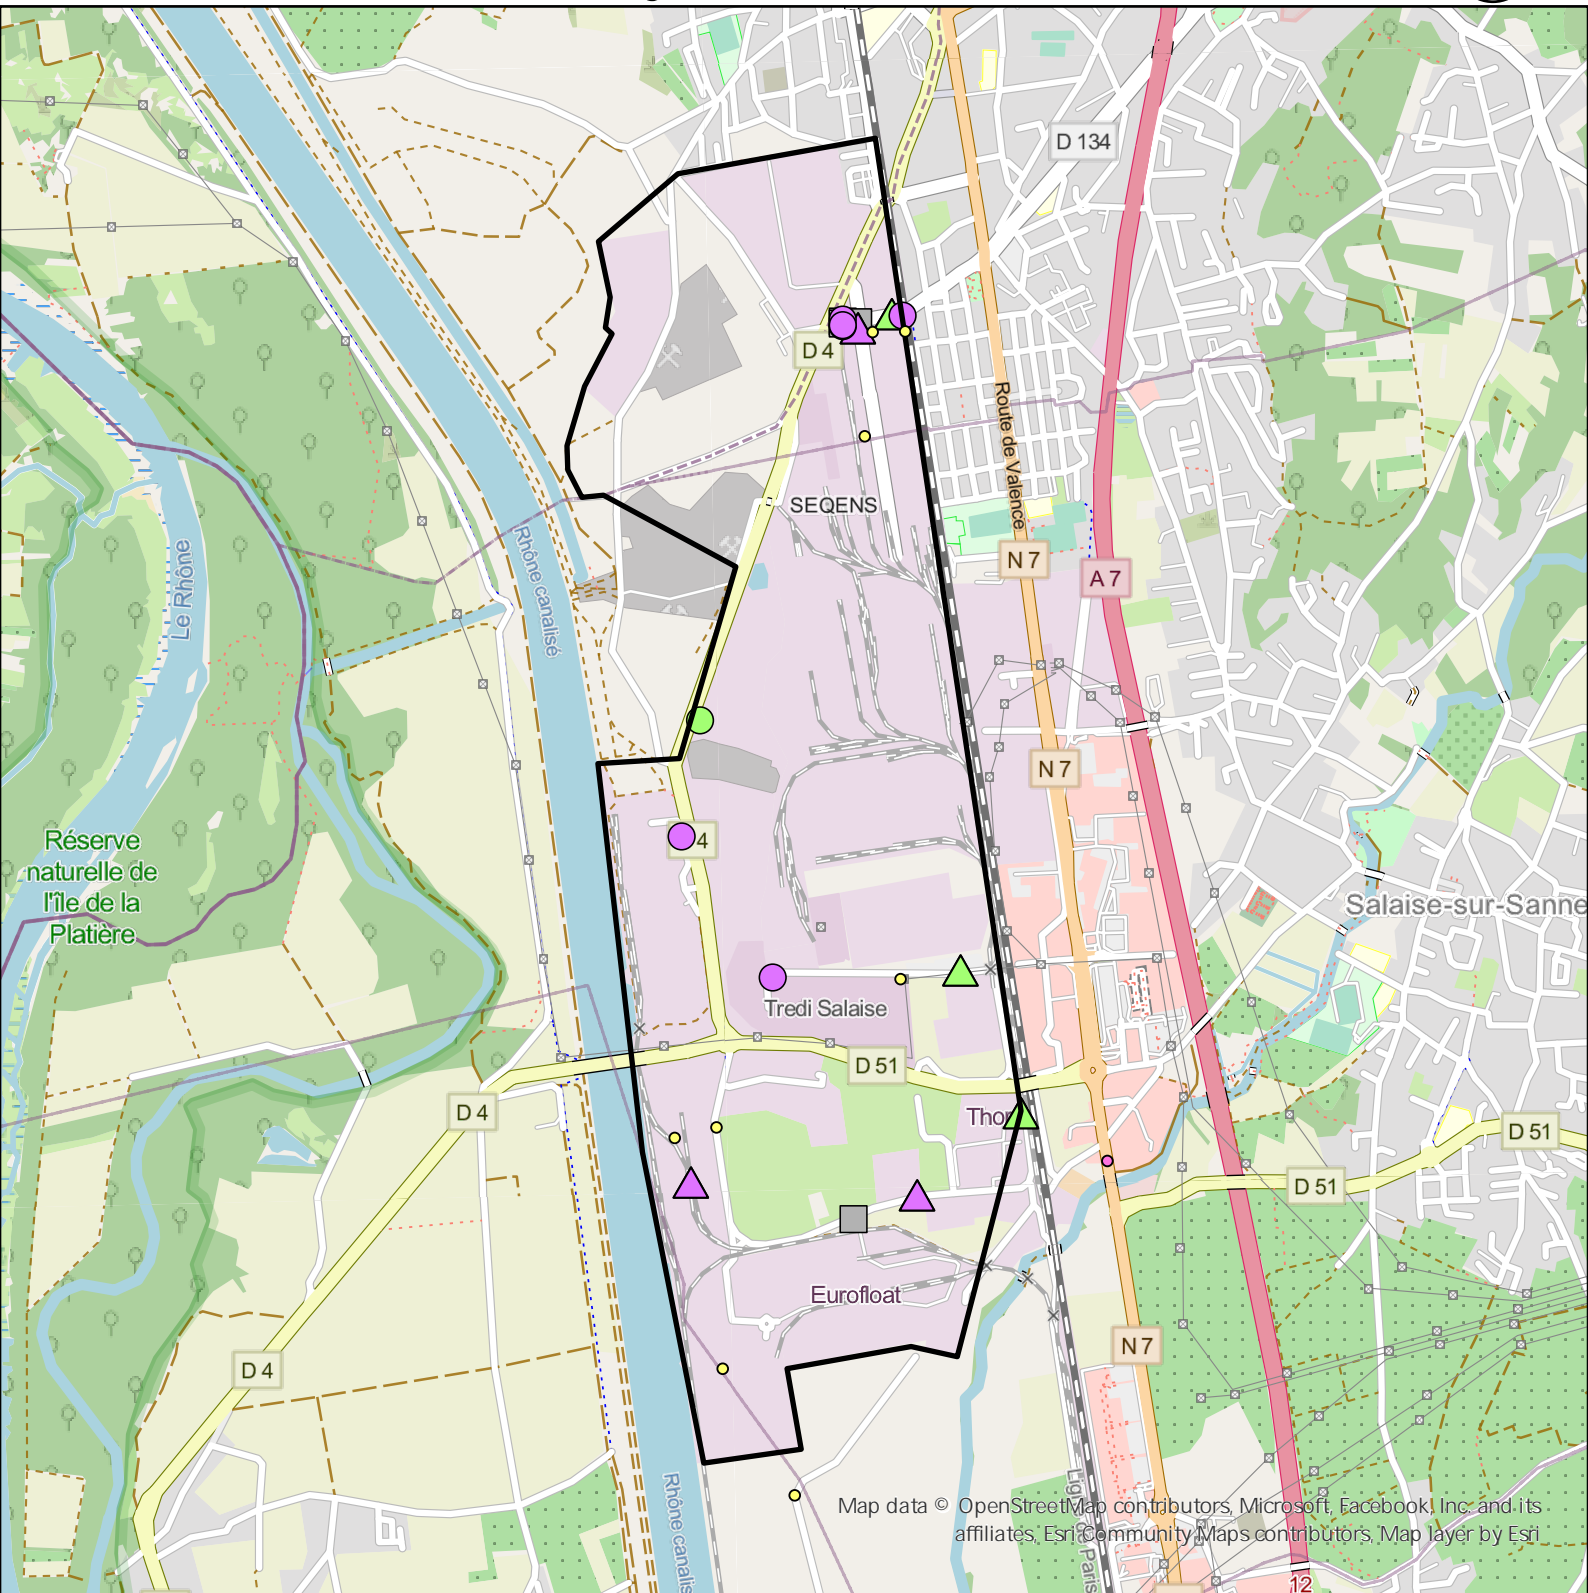 D 134
D 4
Route de Valence
SEQENS
N 7
A 7
Rhône canalisé
Le Rhône
N 7
4
Réserve
naturelle de
l'île de la
Platière
Salaise-sur-Sanne
Tredi Salaise
D 51
D 4
Thor
D 51
D 51
Eurofloat
N 7
D 4
Rhône canalis
Map data © OpenStreetMap contributors, Microsoft, Facebook, Inc. and its
affiliates, Esri Community Maps contributors, Map layer by Esri
12